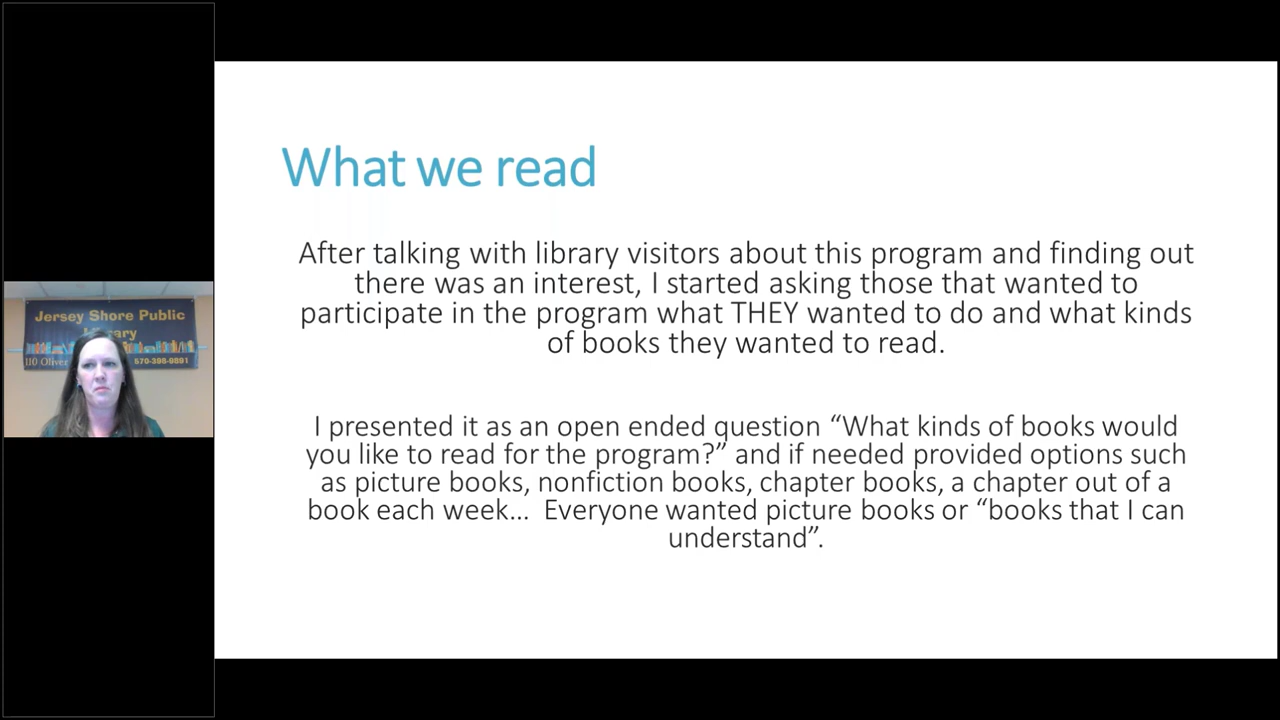 What we read
After talking with library visitors about this program and finding out
there was an interest, I started asking those that wanted to
participate in the program what THEY wanted to do and what kinds
of books they wanted to read.
I presented it as an open ended question “What kinds of books would
you like to read for the program?” and if needed provided options such
as picture books, nonfiction books, chapter books, a chapter out of a
book each week... Everyone wanted picture books or “books that I can
understand”.
Jersey Shore Public
Library
110 Oliver
570-398-9891